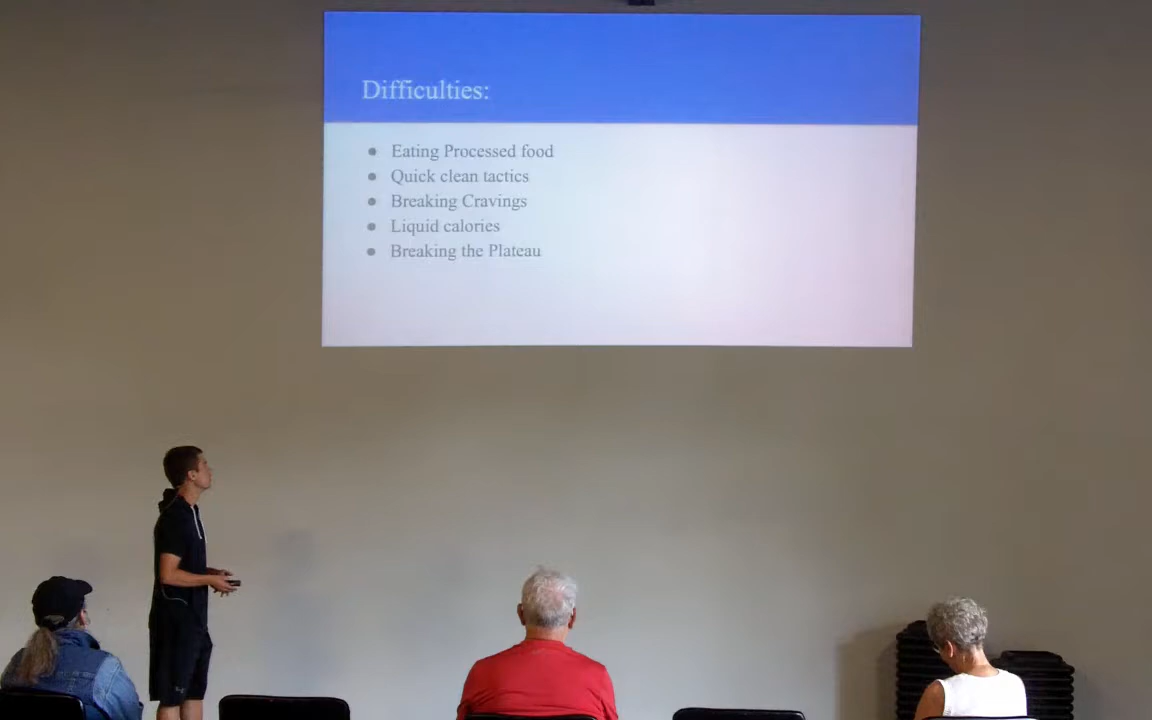 Difficulties:
● Eating Processed food
● Quick clean tactics
● Breaking Cravings
● Liquid calories
● Breaking the Plateau